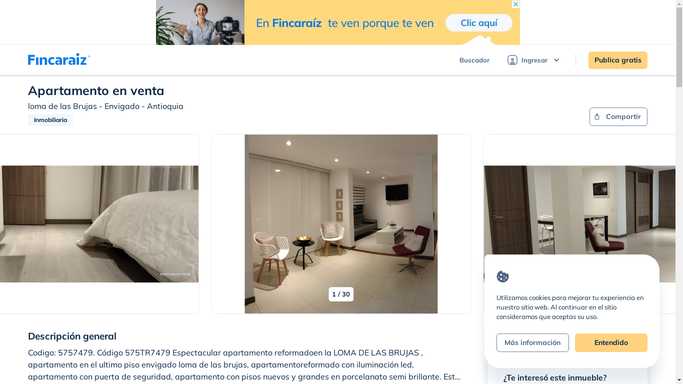 En Fincaraíz te ven porque te ven
Clic aquí
Fincaraíz
Buscador
Ingresar
Publica gratis
Apartamento en venta
loma de las Brujas - Envigado - Antioquia
Inmobiliaria
Compartir
1 / 30
Utilizamos cookies para mejorar tu experiencia en
nuestro sitio web. Al continuar en el sitio
consideramos que aceptas su uso.
Más información
Entendido
Descripción general
Codigo: 5757479. Código 575TR7479 Espectacular apartamento reformadoen la LOMA DE LAS BRUJAS ,
apartamento en el ultimo piso envigado loma de las brujas, apartamentoreformado con iluminación led,
apartamento con puerta de seguridad, apartamento con pisos nuevos y grandes en porcelanato semi brillante. Est...
¿Te interesó este inmueble?